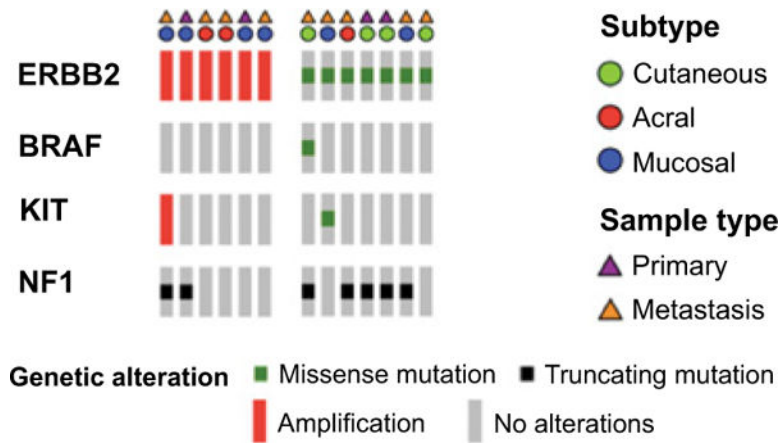 ERBB2
BRAF
KIT
NF1
Subtype
Cutaneous
Acral
Mucosal
Sample type
Primary
Metastasis
Genetic alteration Missense mutation Truncating mutation
Amplification No alterations